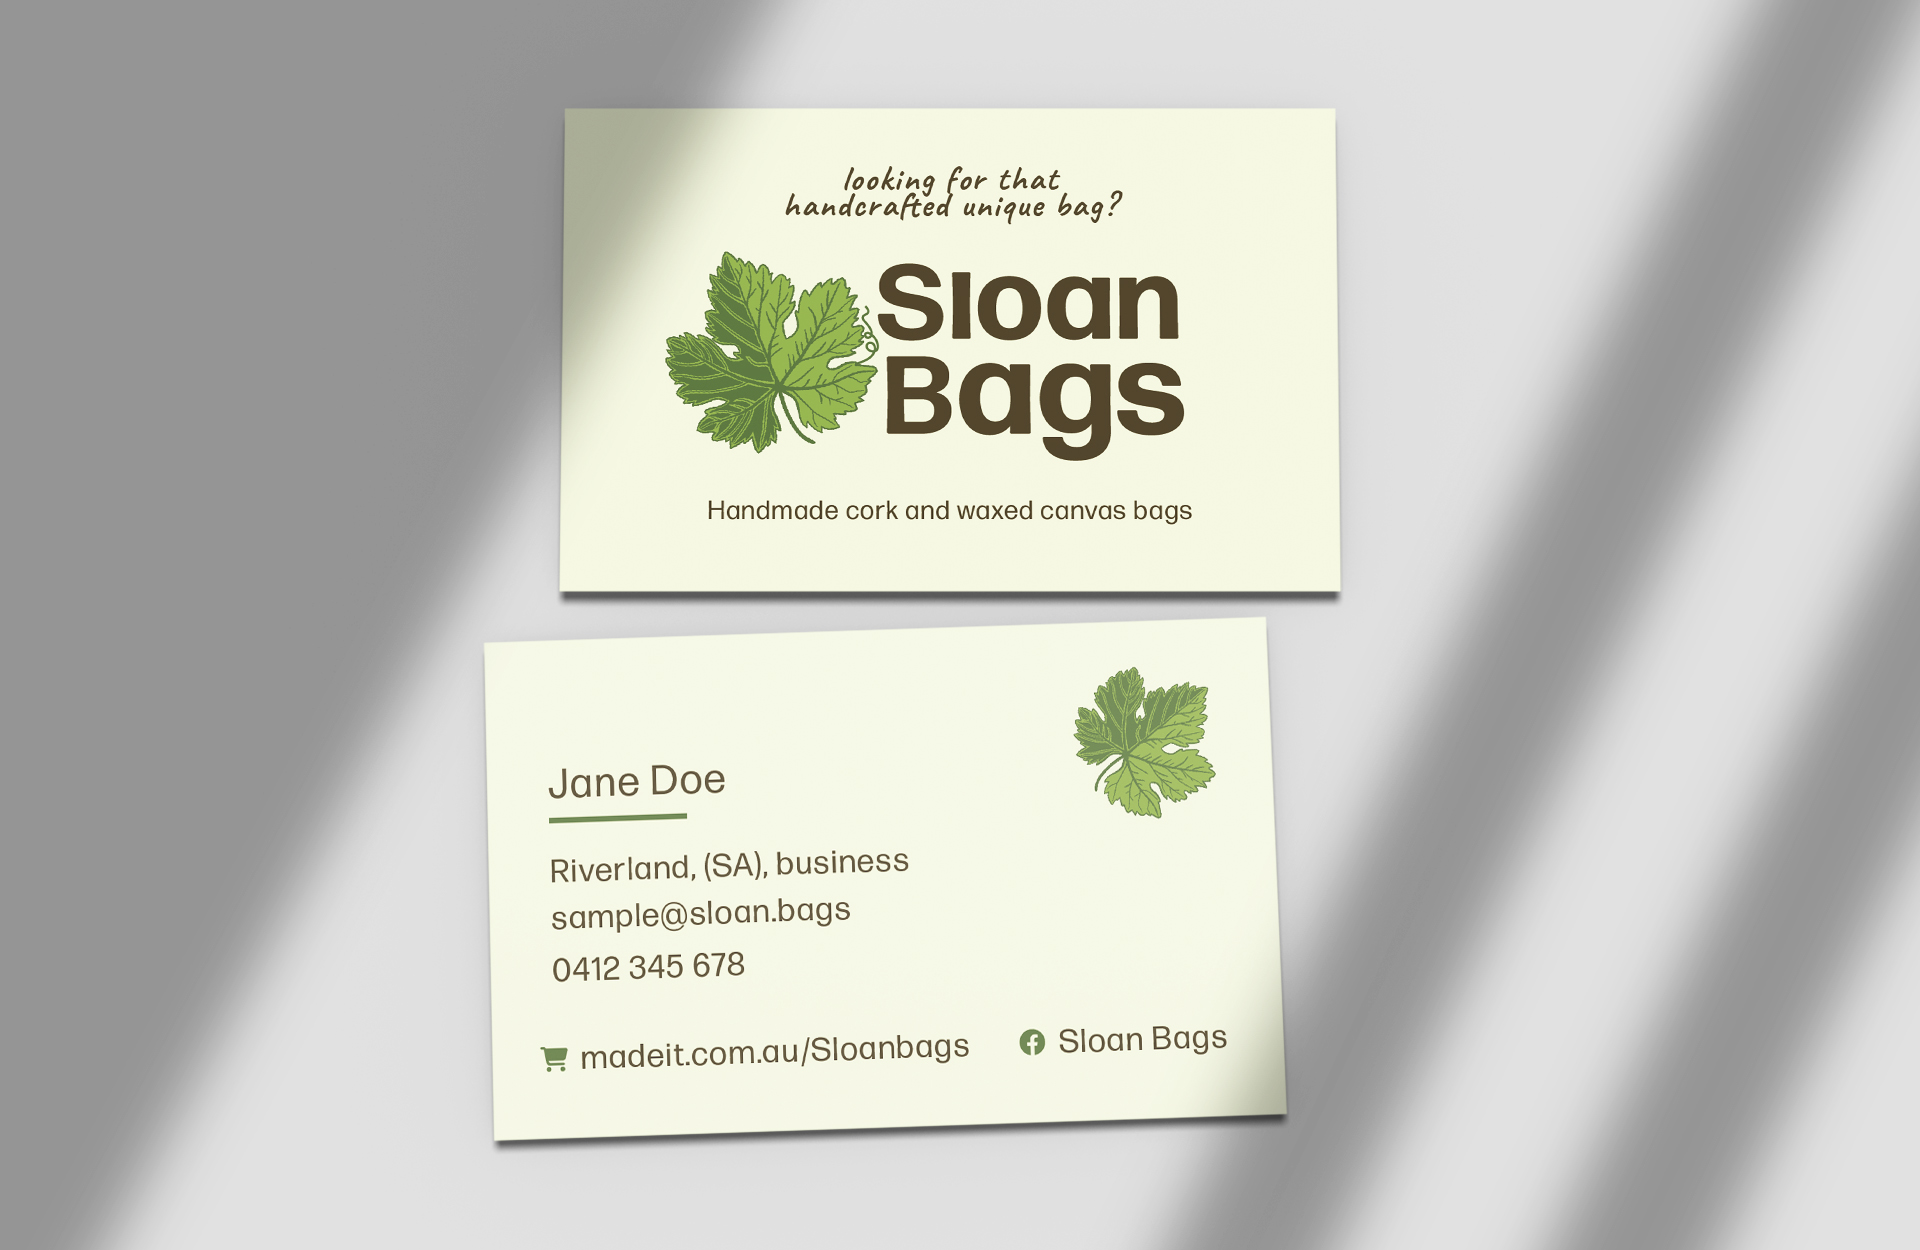 looking for that
handcrafted unique bag?
Sloan
Bags
Handmade cork and waxed canvas bags
Jane Doe
Riverland, (SA), business
sample@sloan.bags
0412 345 678
madeit.com.au/Sloanbags
Sloan Bags